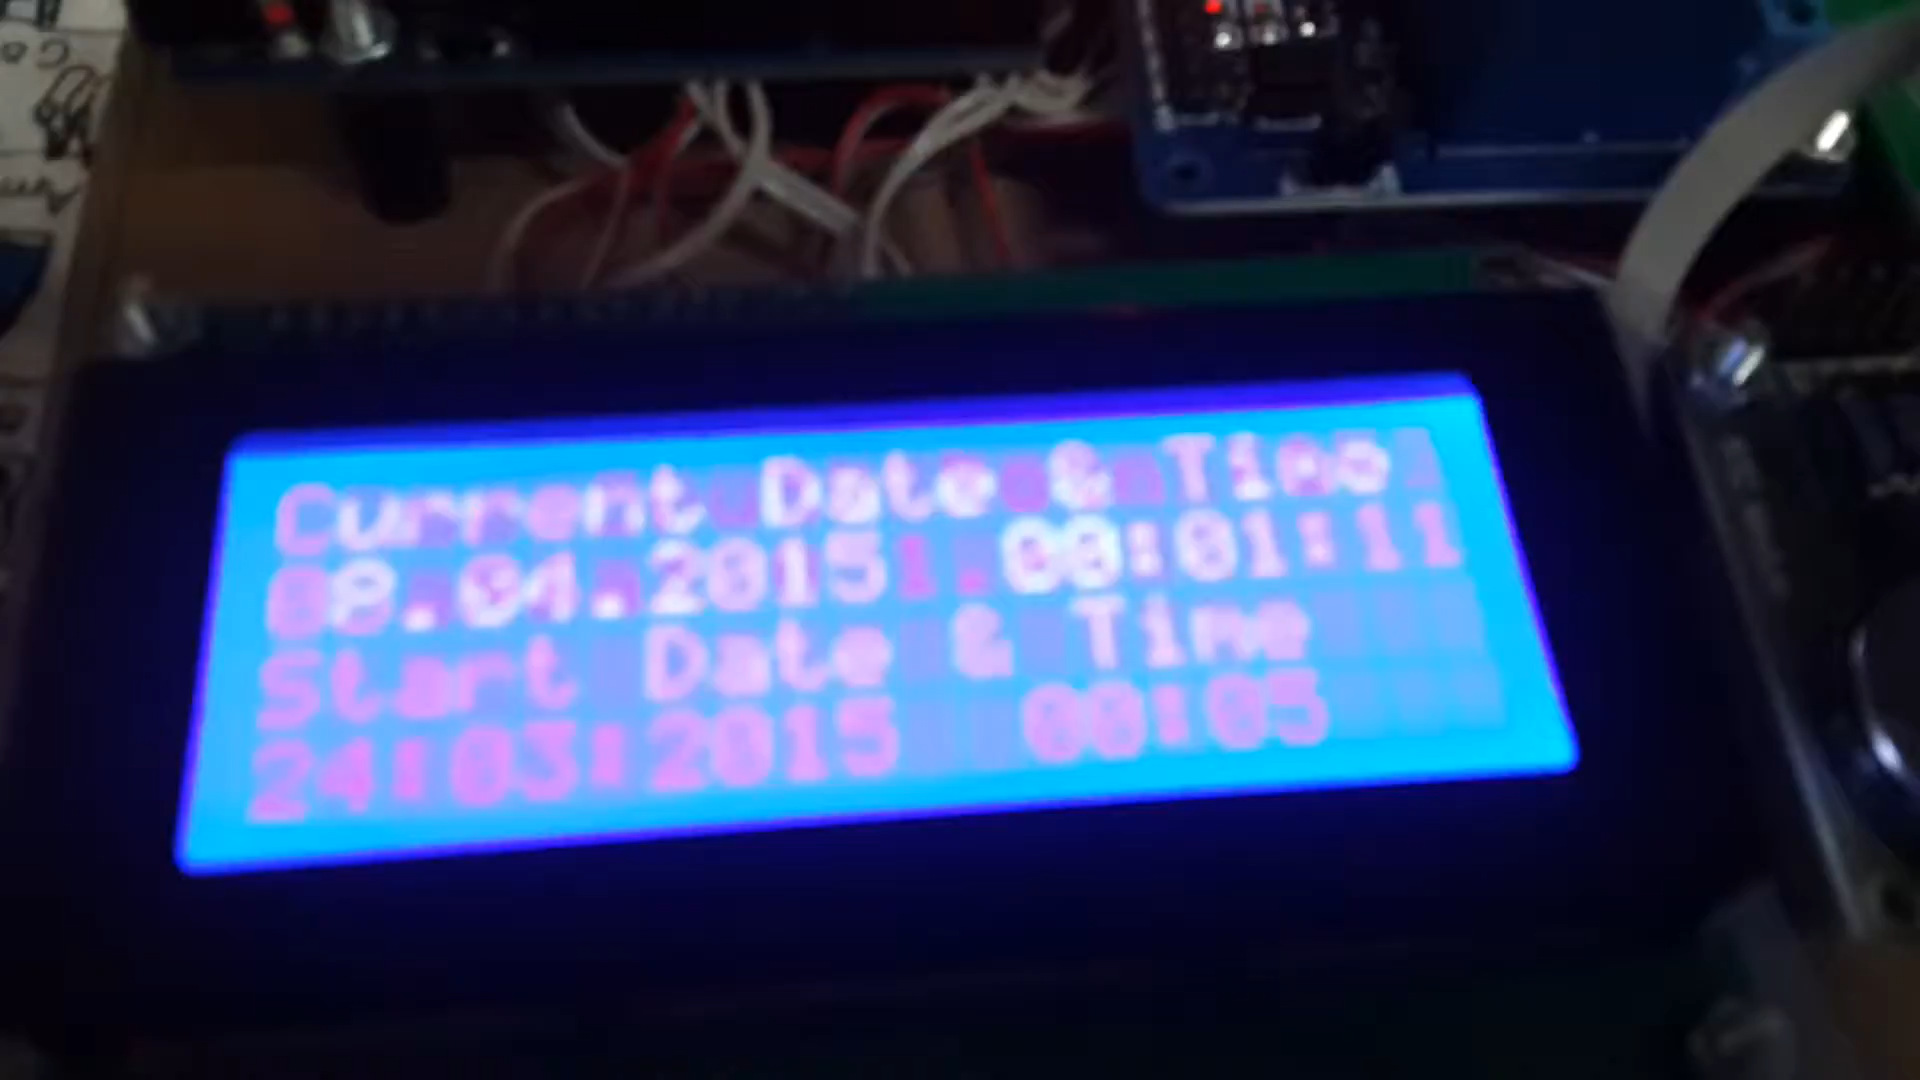 Current Date & Time
08.04.2015 00:01:11
Start Date & Time
24:03:2015 00:05